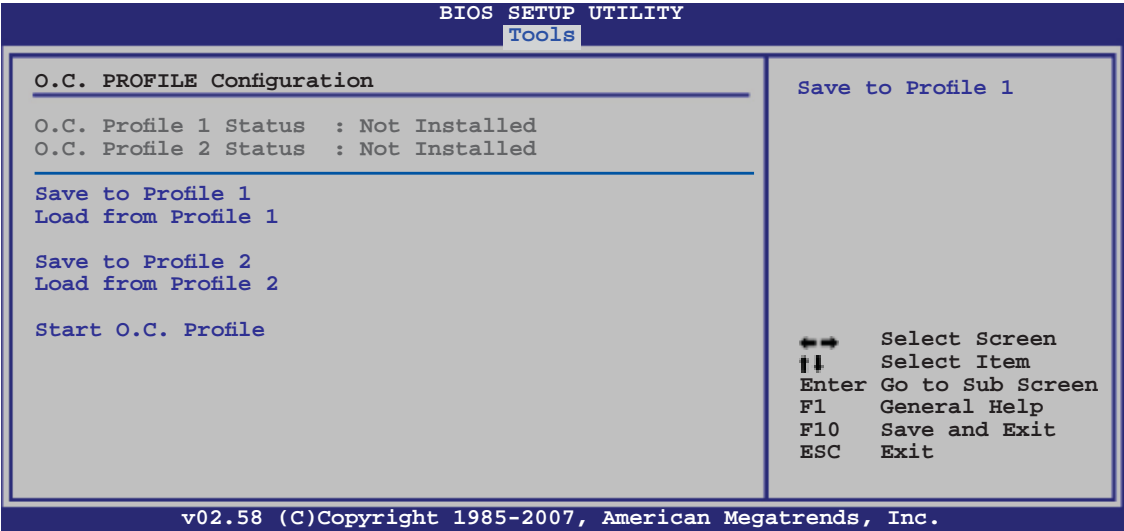 BIOS SETUP UTILITY
Tools
O.C. PROFILE Configuration
O.C. Profile 1 Status : Not Installed
O.C. Profile 2 Status : Not Installed
Save to Profile 1
Load from Profile 1
Save to Profile 2
Load from Profile 2
Start O.C. Profile
Save to Profile 1
←→ Select Screen
↑↓ Select Item
Enter Go to Sub Screen
F1 General Help
F10 Save and Exit
ESC Exit
v02.58 (C)Copyright 1985-2007, American Megatrends, Inc.